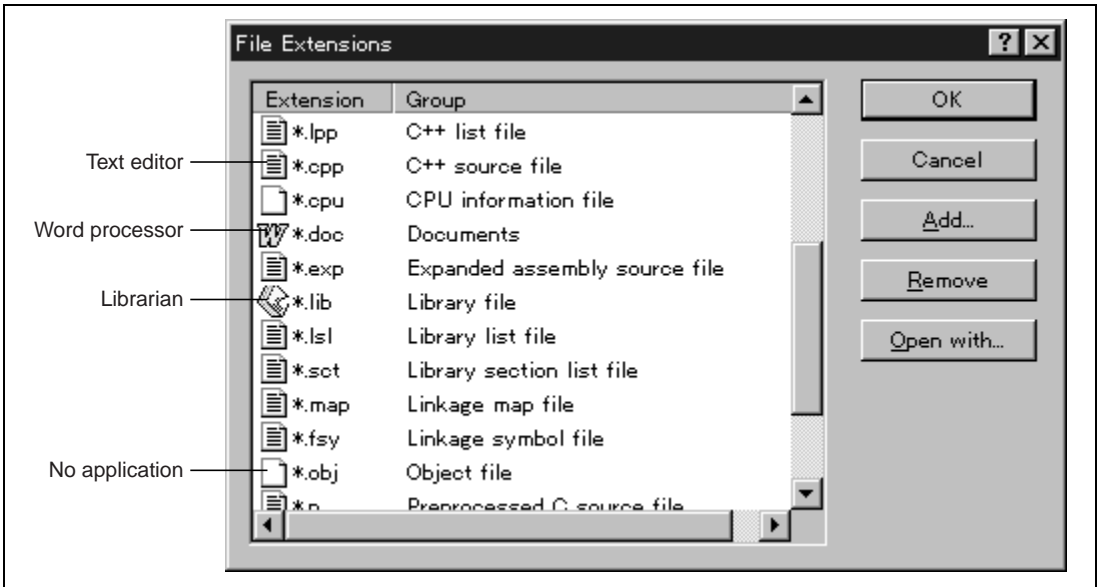 File Extensions
Extension Group
*.lpp C++ list file
Text editor *.cpp C++ source file
*.cpu CPU information file
Word processor *.doc Documents
*.exp Expanded assembly source file
Librarian *.lib Library file
*.lsl Library list file
*.sct Library section list file
*.map Linkage map file
*.fsy Linkage symbol file
No application *.obj Object file
*.p Preprocessed C source file
OK
Cancel
Add...
Remove
Open with...